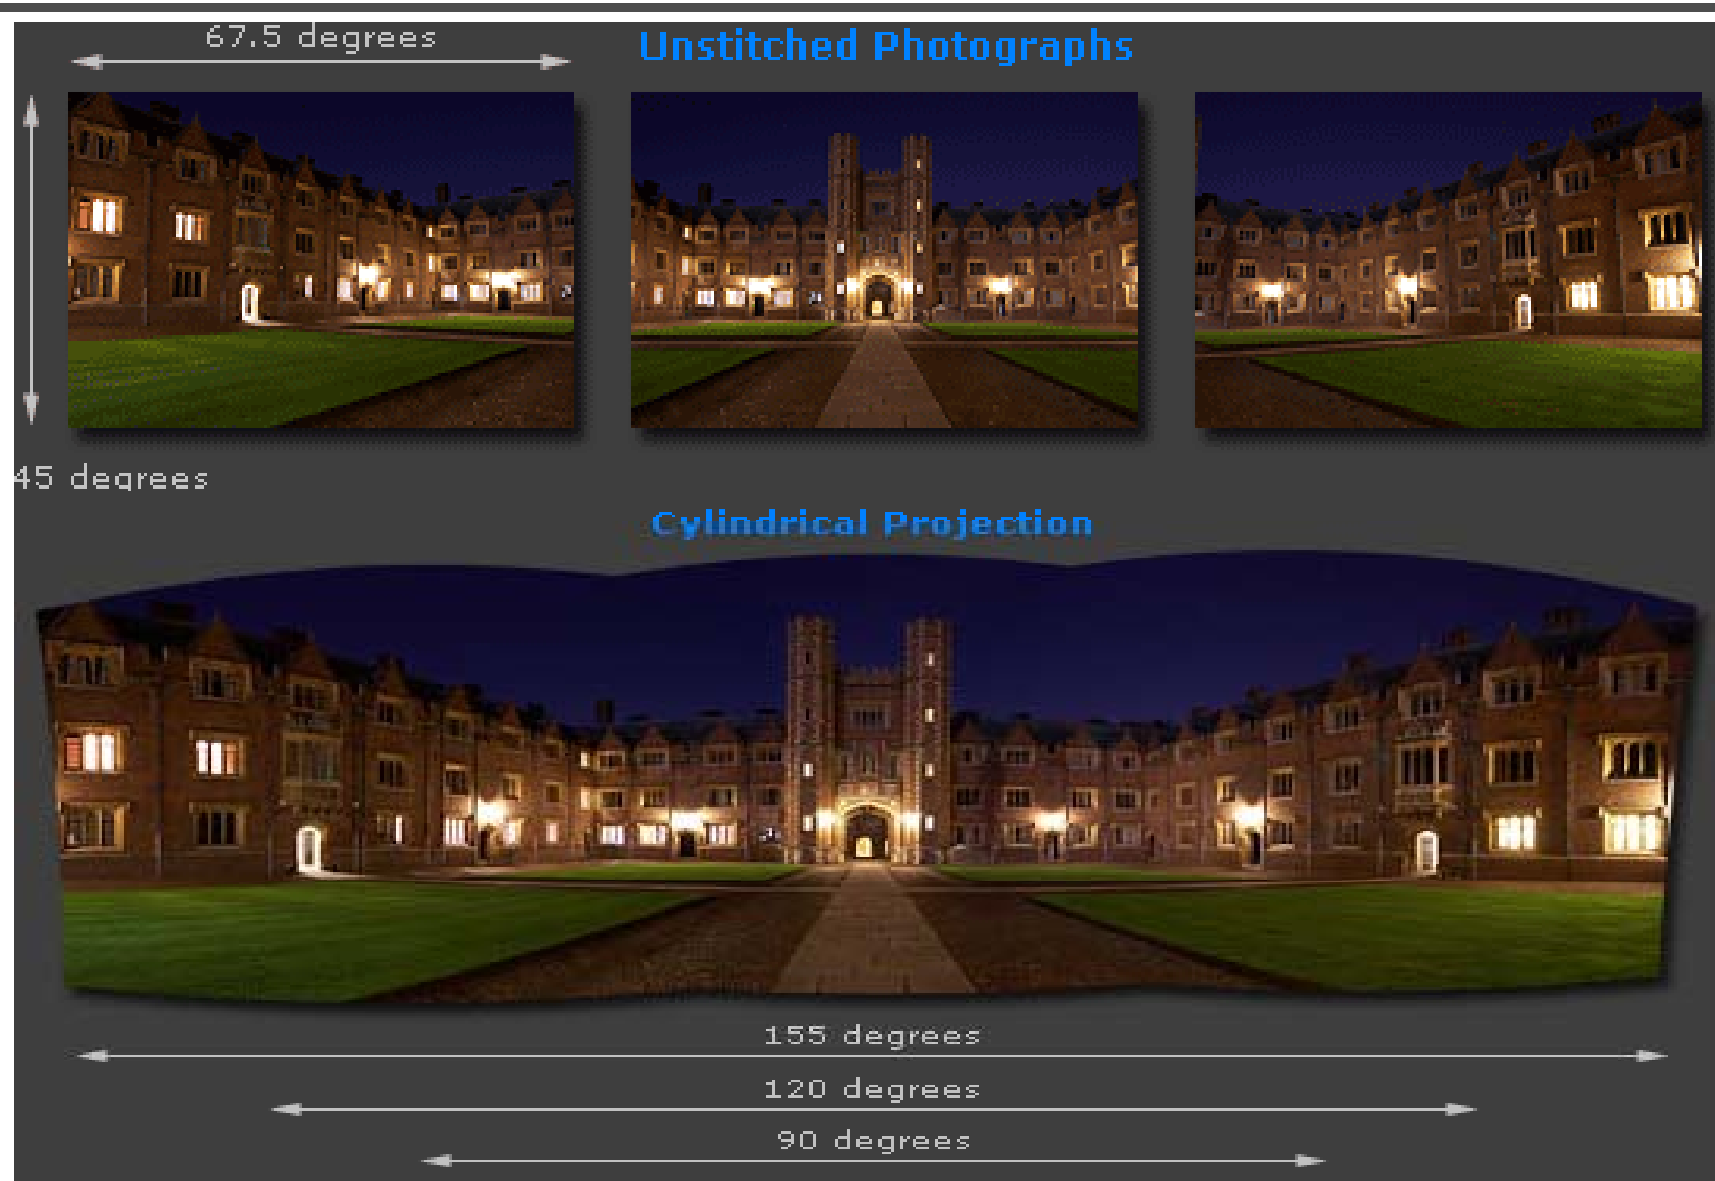 67.5 degrees
Unstitched Photographs
45 degrees
Cylindrical Projection
155 degrees
120 degrees
90 degrees